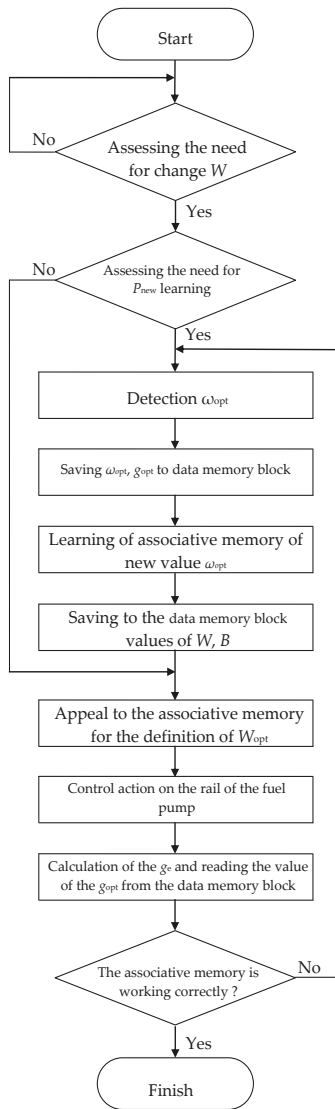 Start
No
Assessing the need
for change W
Yes
No
Assessing the need for
Pnew learning
Yes
Detection ωopt
Saving ωopt, gopt to data memory block
Learning of associative memory of
new value ωopt
Saving to the data memory block
values of W, B
Appeal to the associative memory
for the definition of Wopt
Control action on the rail of the fuel
pump
Calculation of the ge and reading the value
of the gopt from the data memory block
The associative memory is
working correctly ?
No
Yes
Finish